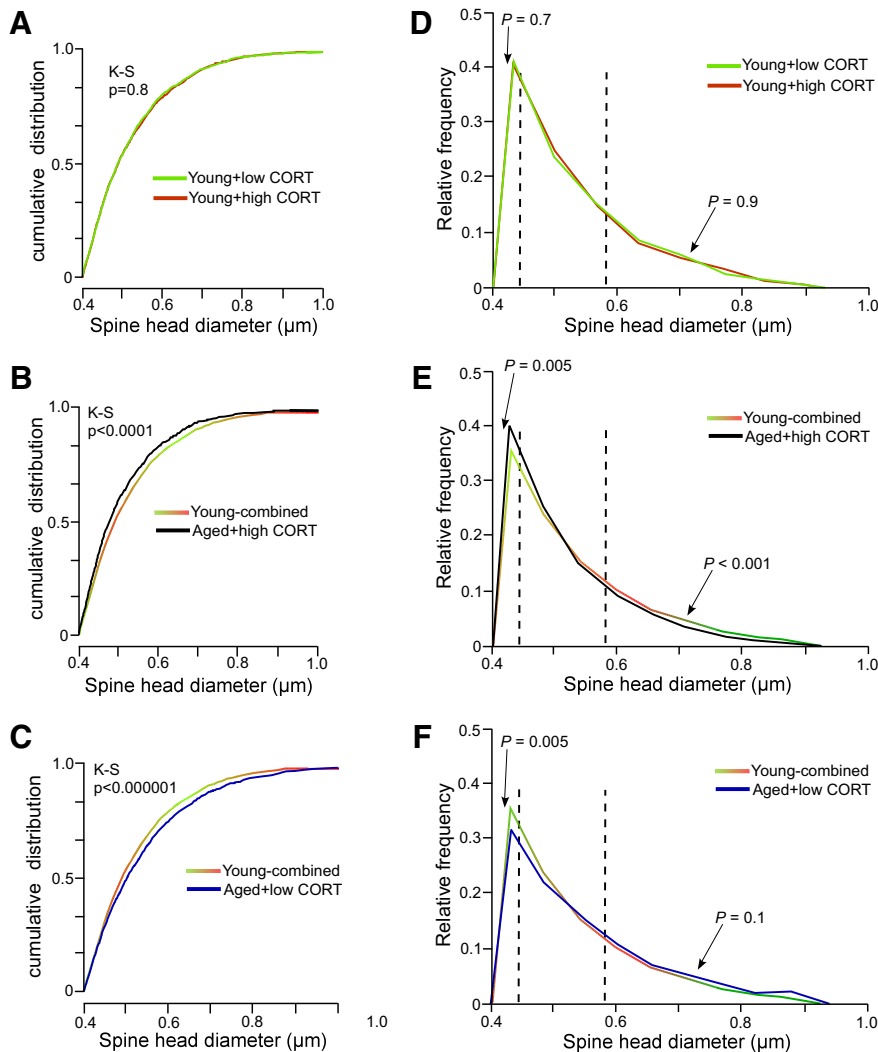 A
1.0
0.5
0
cumulative distribution
K-S
p=0.8
Young+low CORT
Young+high CORT
0.4
0.6
0.8
1.0
Spine head diameter (µm)
D
P = 0.7
0.5
0.4
0.3
0.2
0.1
0
Relative frequency
Young+low CORT
Young+high CORT
P = 0.9
0.4
0.6
0.8
1.0
Spine head diameter (µm)
B
1.0
0.5
0
cumulative distribution
K-S
p<0.0001
Young-combined
Aged+high CORT
0.4
0.6
0.8
1.0
Spine head diameter (µm)
E
P = 0.005
0.5
0.4
0.3
0.2
0.1
0
Relative frequency
Young-combined
Aged+high CORT
P < 0.001
0.4
0.6
0.8
1.0
Spine head diameter (µm)
C
1.0
0.5
0
cumulative distribution
K-S
p<0.000001
Young-combined
Aged+low CORT
0.4
0.6
0.8
1.0
Spine head diameter (µm)
F
P = 0.005
0.5
0.4
0.3
0.2
0.1
0
Relative frequency
Young-combined
Aged+low CORT
P = 0.1
0.4
0.6
0.8
1.0
Spine head diameter (µm)